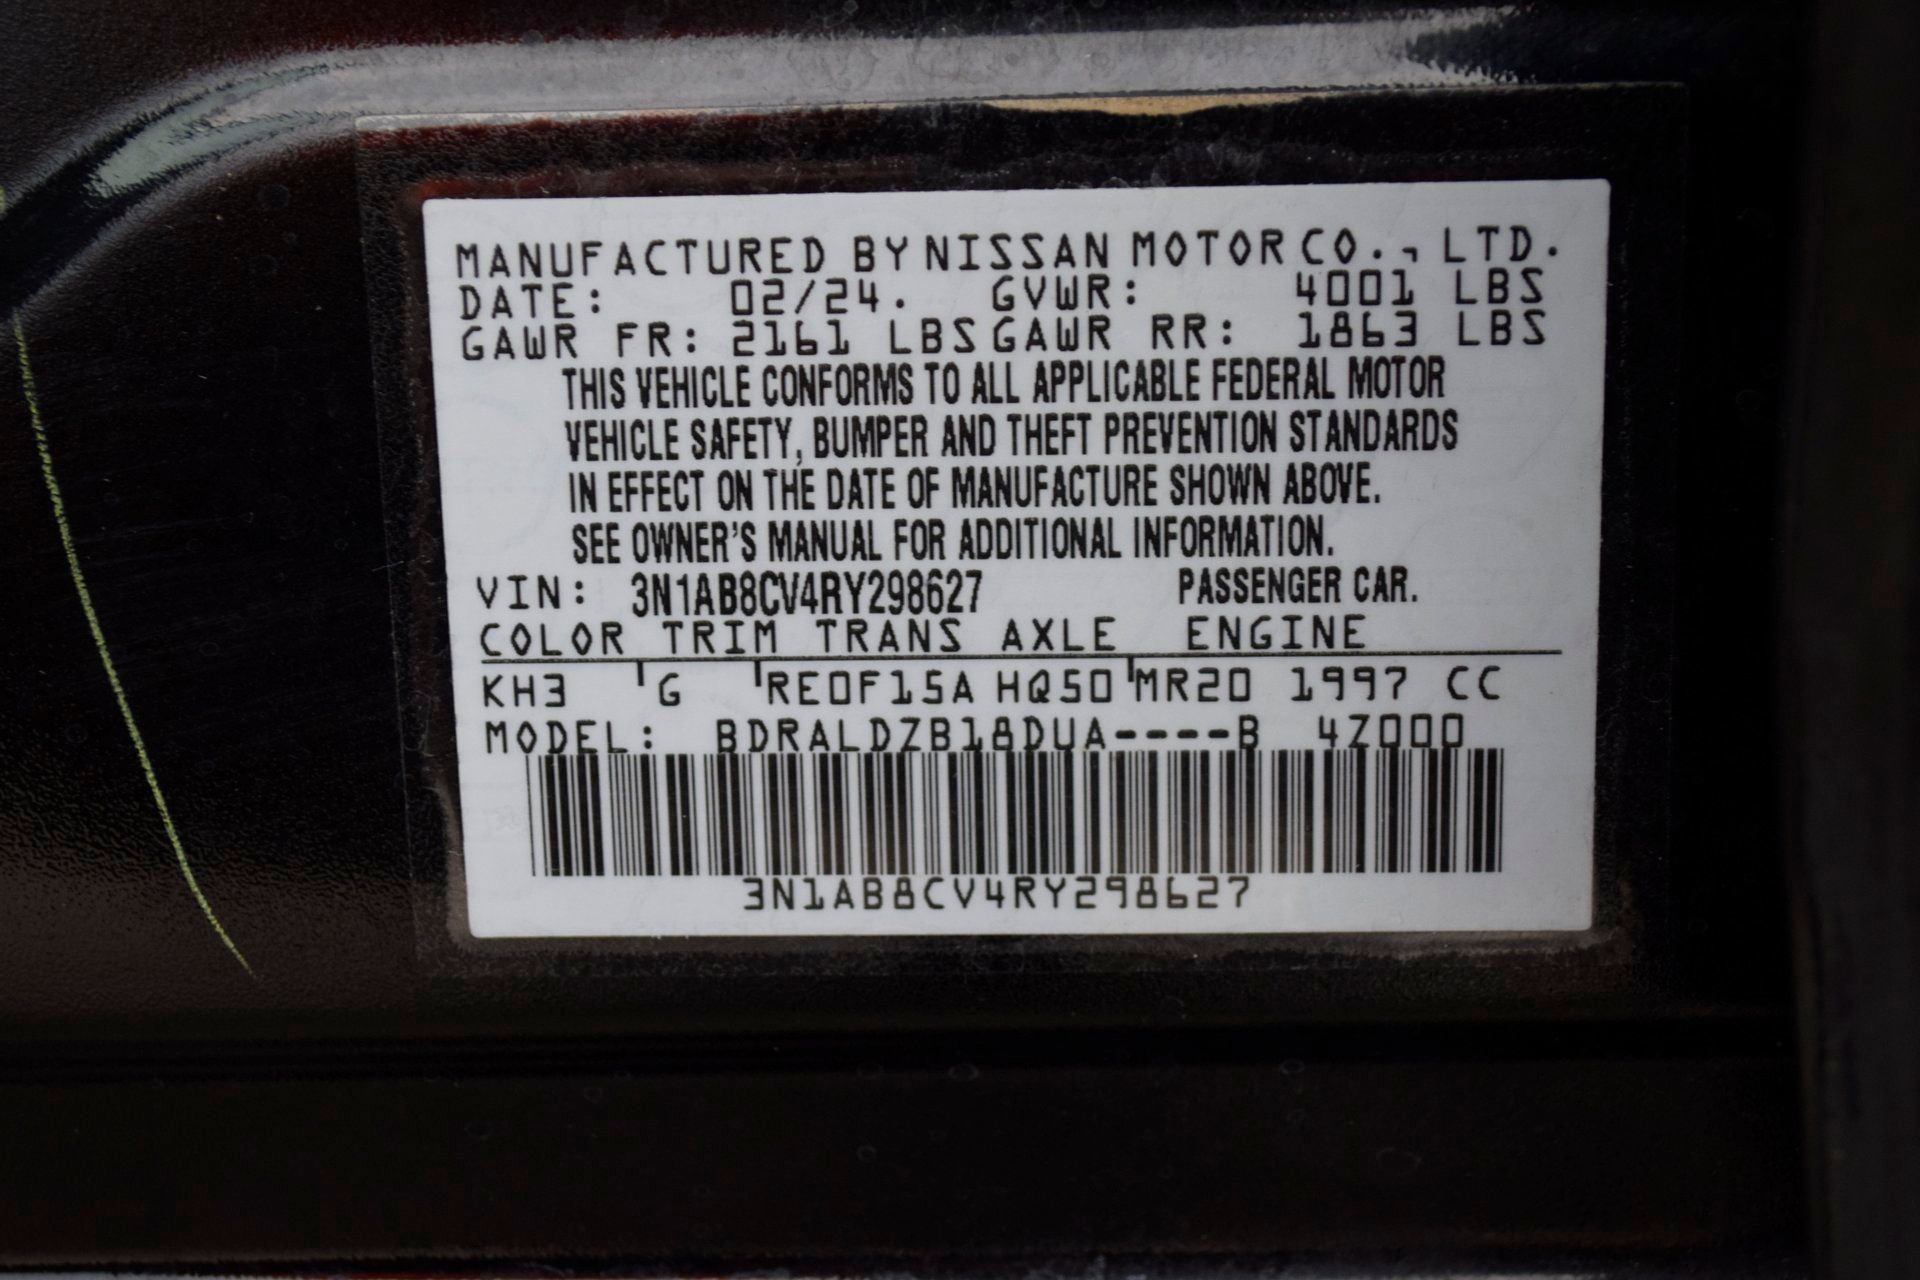 MANUFACTURED BY NISSAN MOTOR CO., LTD.
DATE: 02/24. GVWR: 4001 LBS
GAWR FR: 2161 LBS GAWR RR: 1863 LBS
THIS VEHICLE CONFORMS TO ALL APPLICABLE FEDERAL MOTOR
VEHICLE SAFETY, BUMPER AND THEFT PREVENTION STANDARDS
IN EFFECT ON THE DATE OF MANUFACTURE SHOWN ABOVE.
SEE OWNER'S MANUAL FOR ADDITIONAL INFORMATION.
VIN: 3N1AB8CV4RY298627 PASSENGER CAR.
COLOR TRIM TRANS AXLE ENGINE
KH3 G RE0F15A HQ50 MR20 1997 CC
MODEL: BDRALDZB18DUA----B 4Z000
3N1AB8CV4RY298627